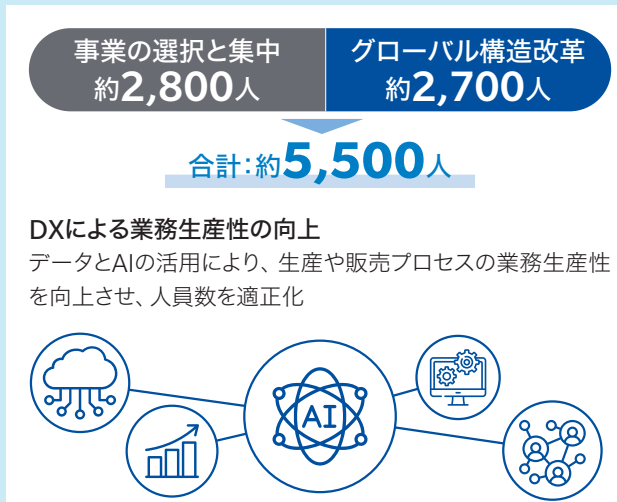 事業の選択と集中
約2,800人
グローバル構造改革
約2,700人
合計:約5,500人
DXによる業務生産性の向上
データとAIの活用により、生産や販売プロセスの業務生産性
を向上させ、人員数を適正化
AI